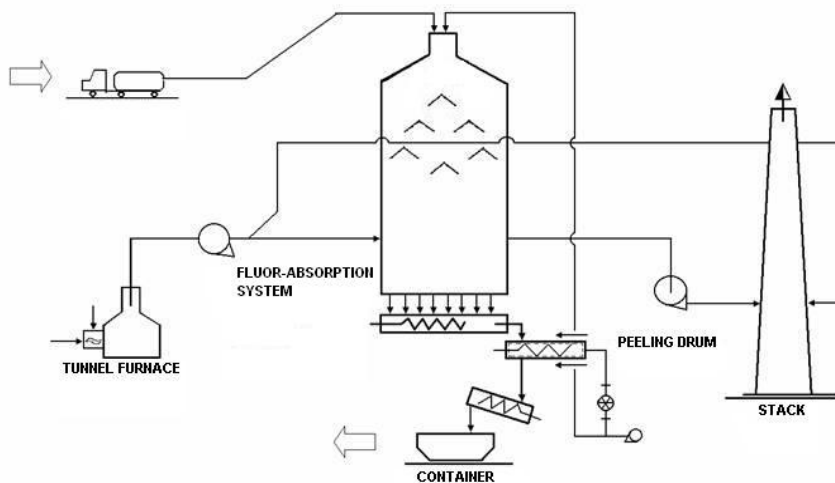 FLUOR-ABSORPTION
SYSTEM
TUNNEL FURNACE
PEELING DRUM
STACK
CONTAINER